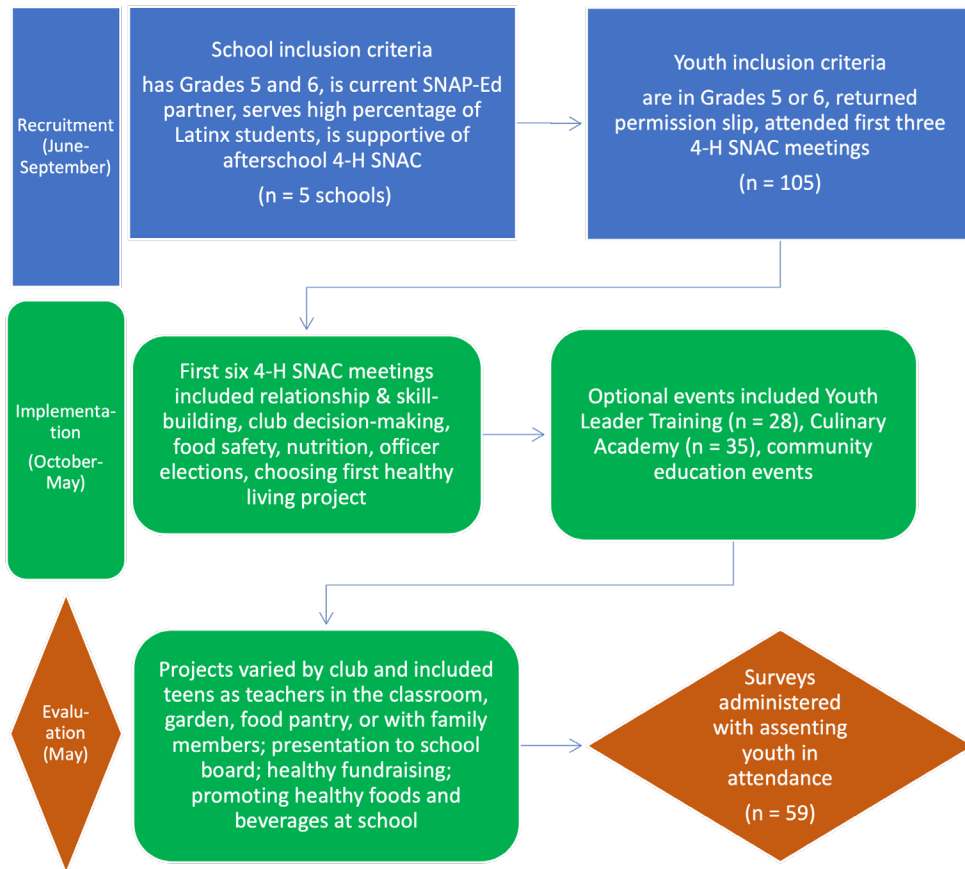 Recruitment
(June-
September)
School inclusion criteria
has Grades 5 and 6, is current SNAP-Ed
partner, serves high percentage of
Latinx students, is supportive of
afterschool 4-H SNAC
(n = 5 schools)
Youth inclusion criteria
are in Grades 5 or 6, returned
permission slip, attended first three
4-H SNAC meetings
(n = 105)
Implementa-
tion
(October-
May)
First six 4-H SNAC meetings
included relationship & skill-
building, club decision-making,
food safety, nutrition, officer
elections, choosing first healthy
living project
Optional events included Youth
Leader Training (n = 28), Culinary
Academy (n = 35), community
education events
Evalu-
ation
(May)
Projects varied by club and included
teens as teachers in the classroom,
garden, food pantry, or with family
members; presentation to school
board; healthy fundraising;
promoting healthy foods and
beverages at school
Surveys
administered
with assenting
youth in
attendance
(n = 59)